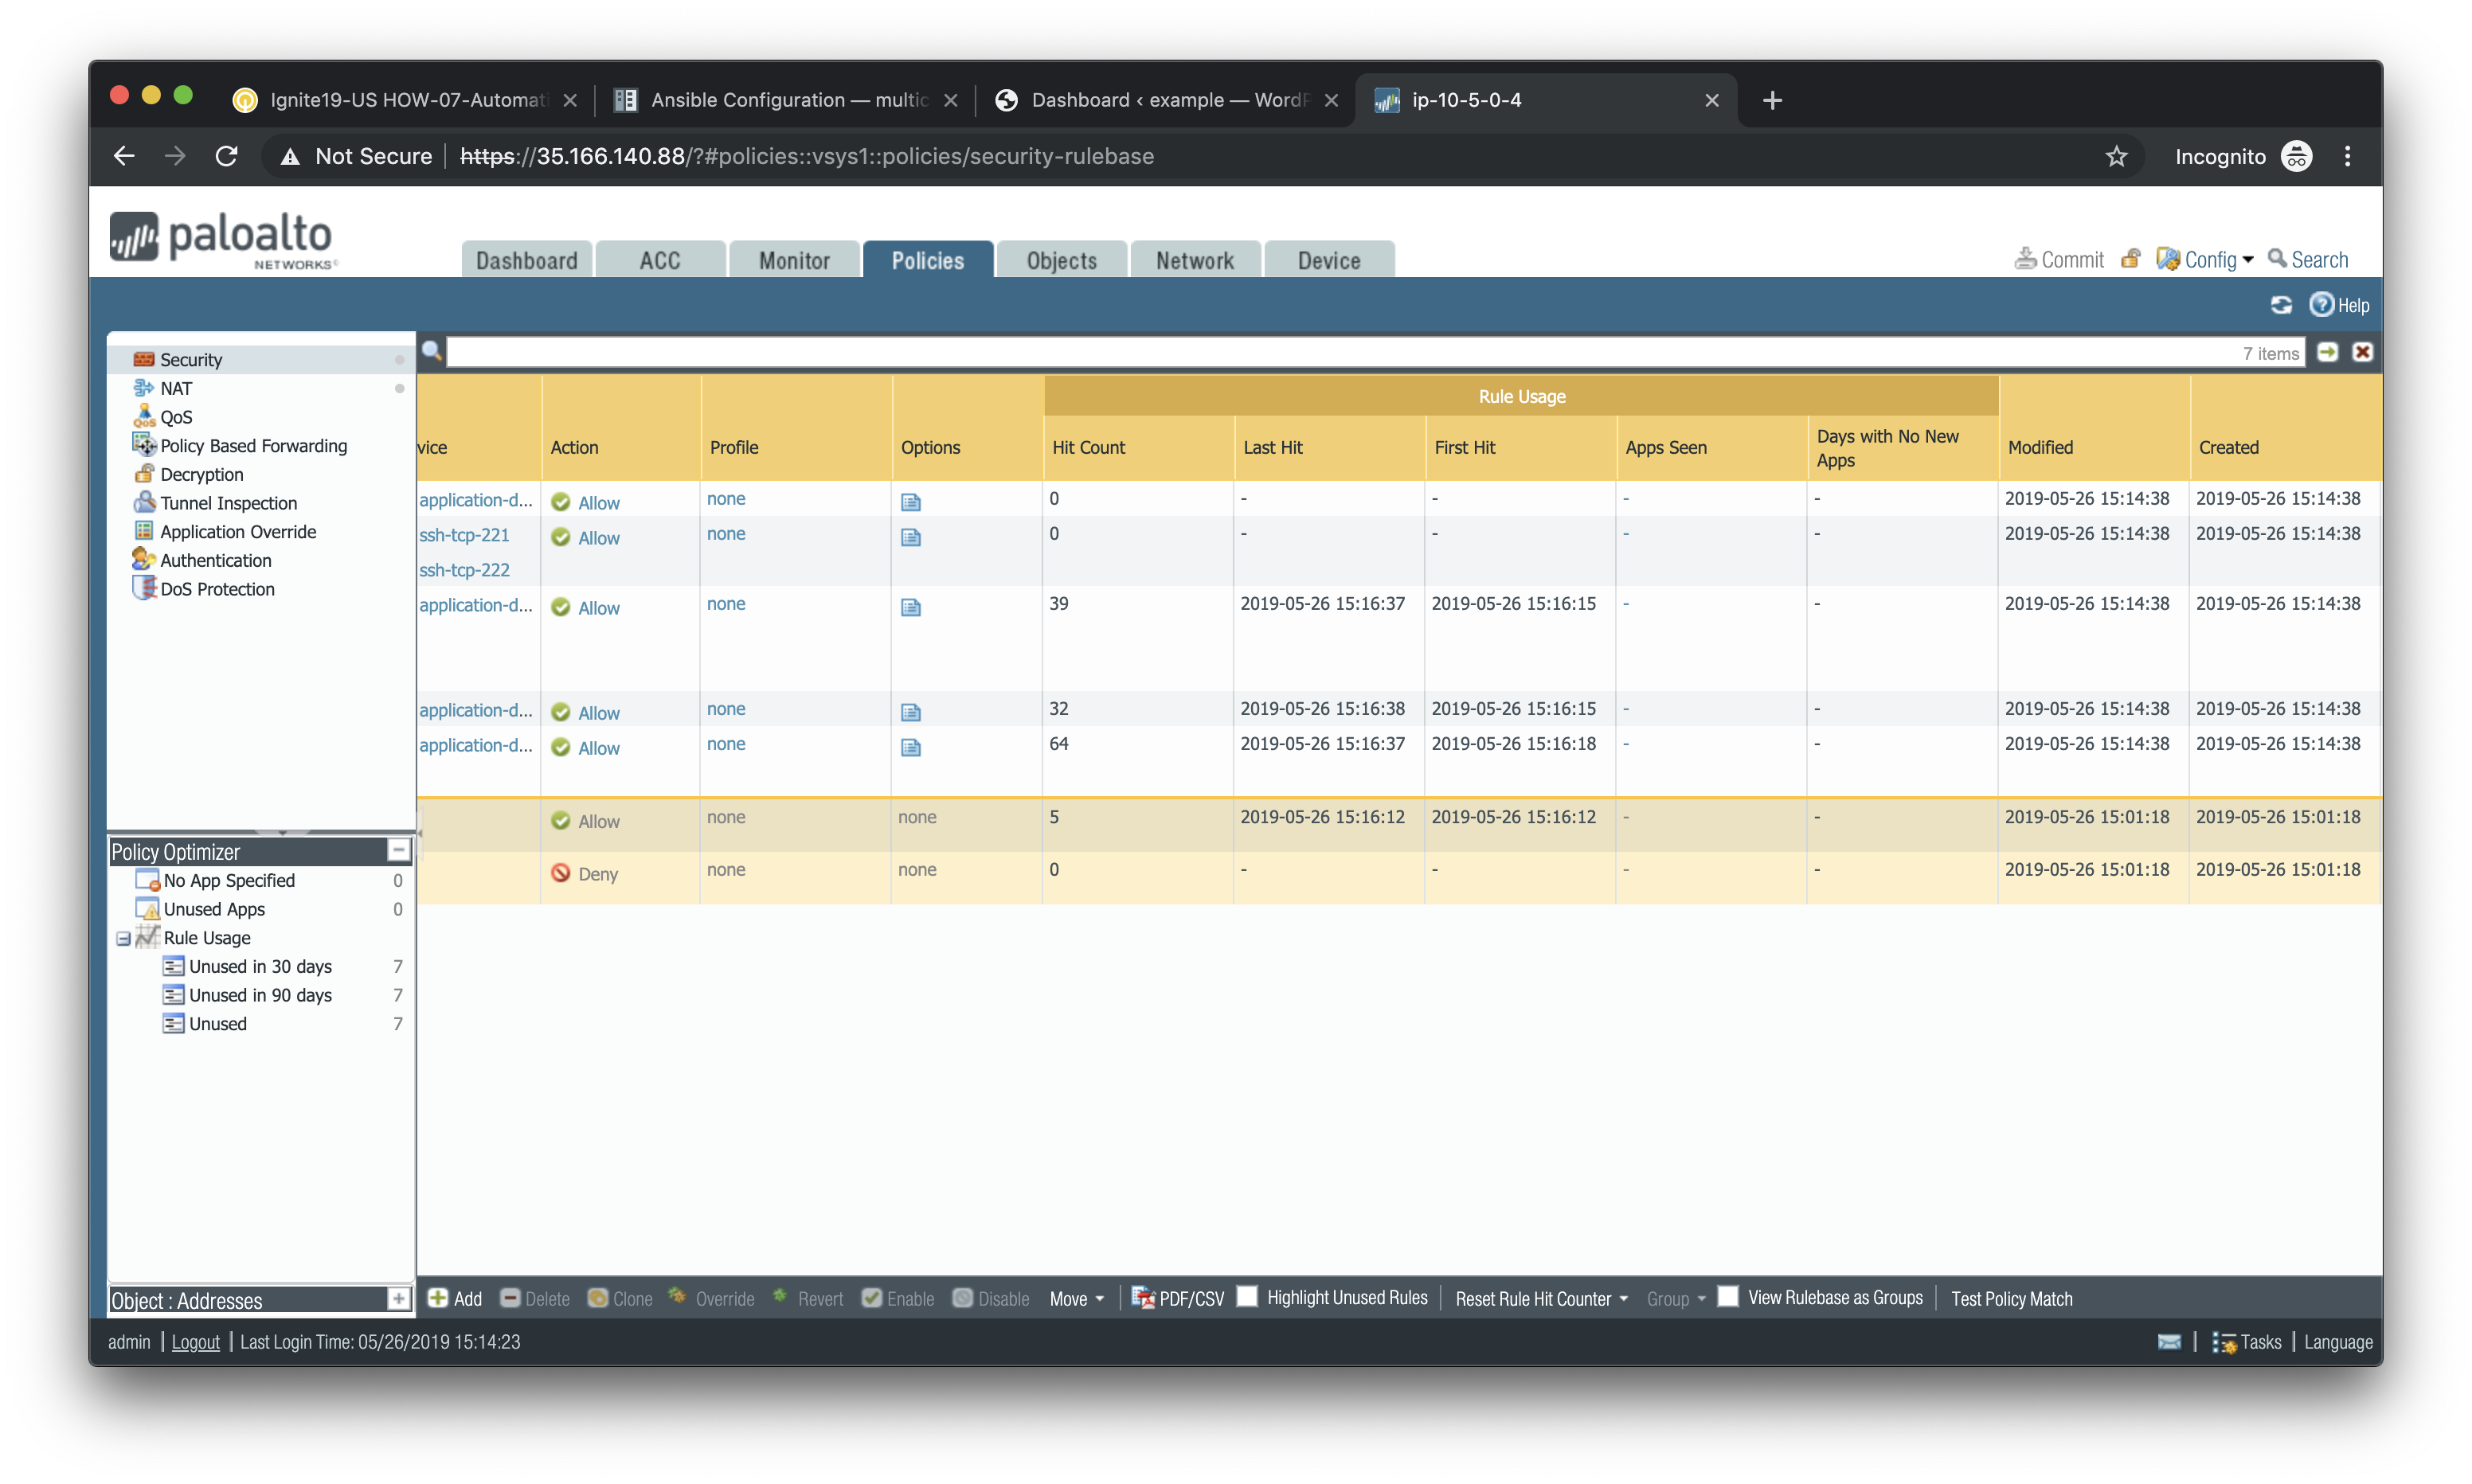 Ignite19-US HOW-07-Automati
Ansible Configuration — multic
Dashboard ‹ example — WordP
ip-10-5-0-4
Not Secure
https://35.166.140.88/?#policies::vsys1::policies/security-rulebase
Incognito
paloalto
NETWORKS
Dashboard ACC Monitor Policies Objects Network Device
Commit Config Search
Help
Security
NAT
QoS
Policy Based Forwarding
Decryption
Tunnel Inspection
Application Override
Authentication
DoS Protection
7 items
Rule Usage
vice Action Profile Options Hit Count Last Hit First Hit Apps Seen Days with No New Apps Modified Created
application-d... Allow none 0 - - - - 2019-05-26 15:14:38 2019-05-26 15:14:38
ssh-tcp-221 Allow none 0 - - - - 2019-05-26 15:14:38 2019-05-26 15:14:38
ssh-tcp-222
application-d... Allow none 39 2019-05-26 15:16:37 2019-05-26 15:16:15 - - 2019-05-26 15:14:38 2019-05-26 15:14:38
application-d... Allow none 32 2019-05-26 15:16:38 2019-05-26 15:16:15 - - 2019-05-26 15:14:38 2019-05-26 15:14:38
application-d... Allow none 64 2019-05-26 15:16:37 2019-05-26 15:16:18 - - 2019-05-26 15:14:38 2019-05-26 15:14:38
Allow none none 5 2019-05-26 15:16:12 2019-05-26 15:16:12 - - 2019-05-26 15:01:18 2019-05-26 15:01:18
Deny none none 0 - - - - 2019-05-26 15:01:18 2019-05-26 15:01:18
Policy Optimizer
No App Specified 0
Unused Apps 0
Rule Usage
Unused in 30 days 7
Unused in 90 days 7
Unused 7
Object : Addresses
Add Delete Clone Override Revert Enable Disable Move PDF/CSV Highlight Unused Rules Reset Rule Hit Counter Group View Rulebase as Groups Test Policy Match
admin | Logout | Last Login Time: 05/26/2019 15:14:23
Tasks | Language